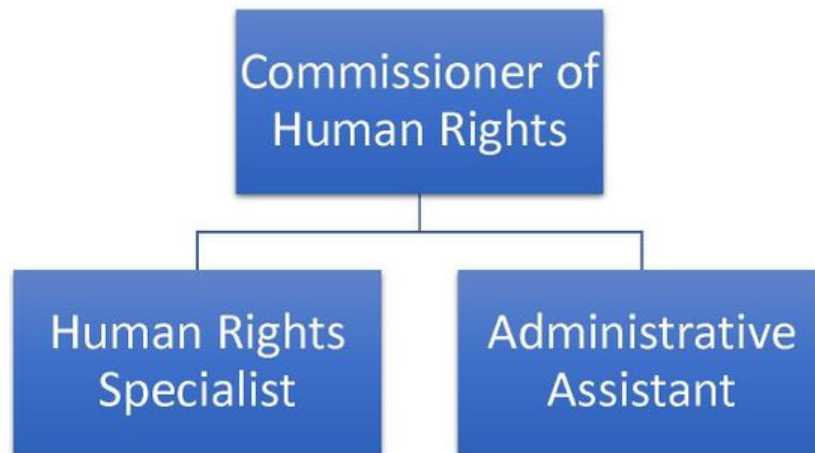 Commissioner of
Human Rights
Human Rights
Specialist
Administrative
Assistant